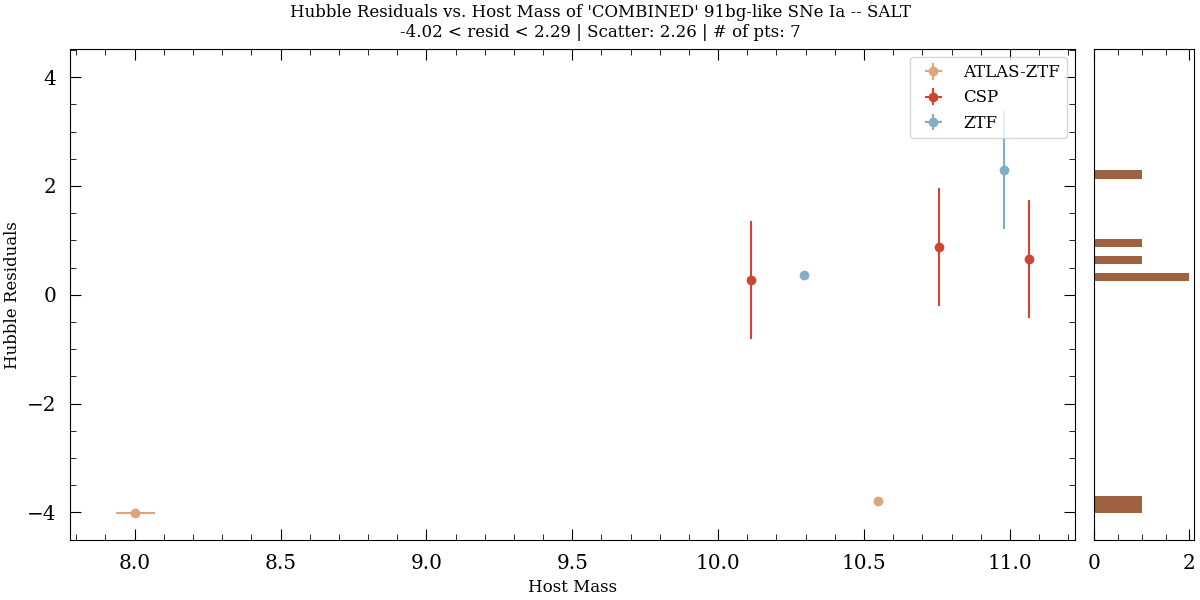 Hubble Residuals vs. Host Mass of 'COMBINED' 91bg-like SNe Ia -- SALT
-4.02 < resid < 2.29 | Scatter: 2.26 | # of pts: 7
ATLAS-ZTF
CSP
ZTF
Hubble Residuals
4
2
0
−2
−4
8.0
8.5
9.0
9.5
10.0
10.5
11.0
0
2
Host Mass